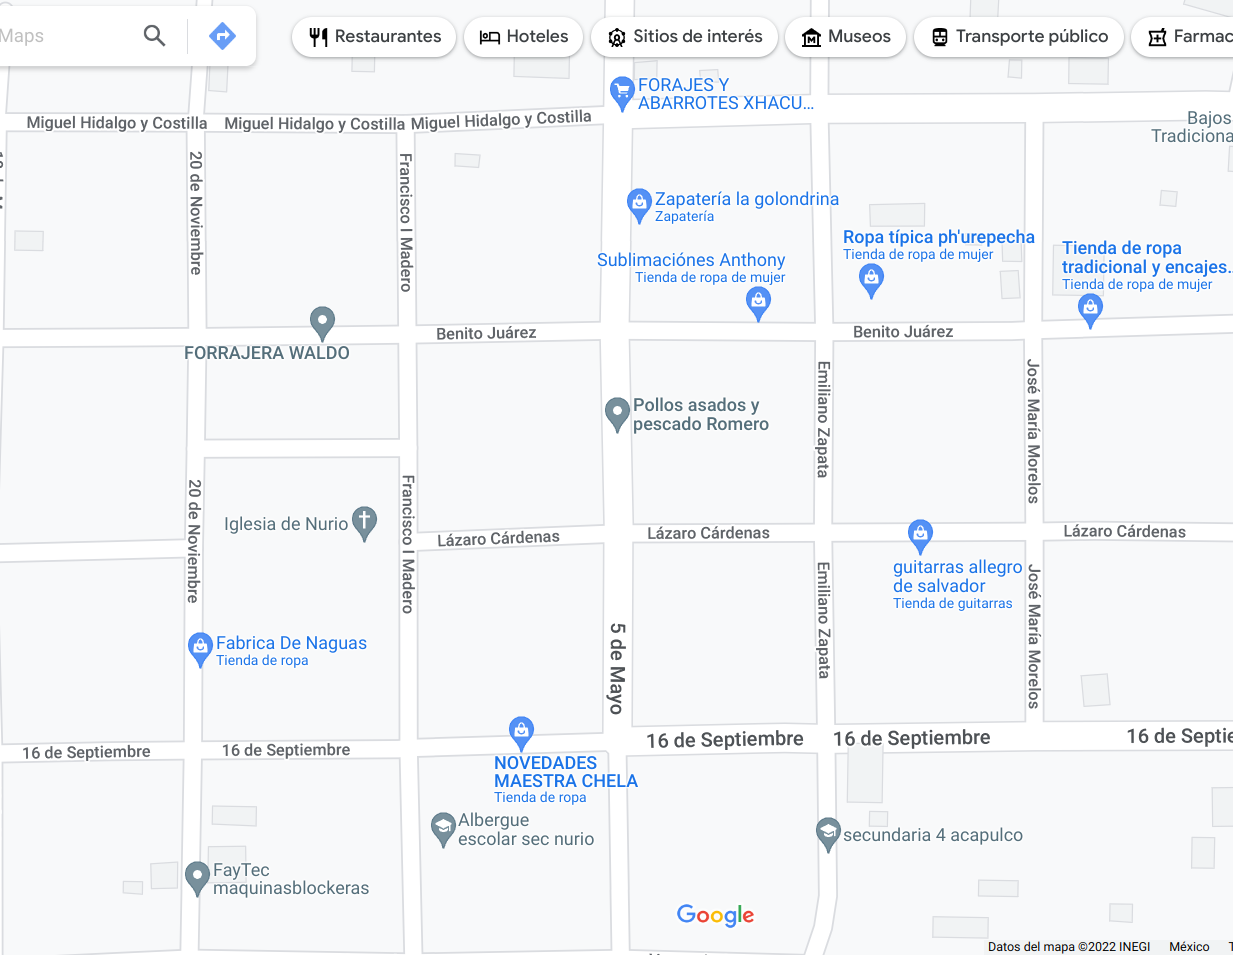 Maps
Restaurantes
Hoteles
Sitios de interés
Museos
Transporte público
Farmac
FORAJES Y
ABARROTES XHACU...
Miguel Hidalgo y Costilla
Miguel Hidalgo y Costilla
Miguel Hidalgo y Costilla
Bajos
Tradiciona
20 de Noviembre
Francisco I Madero
Zapatería la golondrina
Zapatería
Ropa típica ph'urepecha
Tienda de ropa de mujer
Tienda de ropa
tradicional y encajes..
Tienda de ropa de mujer
Sublimaciónes Anthony
Tienda de ropa de mujer
Benito Juárez
Benito Juárez
FORRAJERA WALDO
Emiliano Zapata
José María Morelos
Pollos asados y
pescado Romero
20 de Noviembre
Francisco I Madero
Iglesia de Nurio
Lázaro Cárdenas
Lázaro Cárdenas
Lázaro Cárdenas
guitarras allegro
de salvador
Tienda de guitarras
Emiliano Zapata
José María Morelos
5 de Mayo
Fabrica De Naguas
Tienda de ropa
16 de Septiembre
16 de Septiembre
16 de Septiembre
16 de Septiembre
16 de Septie
NOVEDADES
MAESTRA CHELA
Tienda de ropa
Albergue
escolar sec nurio
secundaria 4 acapulco
FayTec
maquinasblockeras
Google
Datos del mapa ©2022 INEGI
México